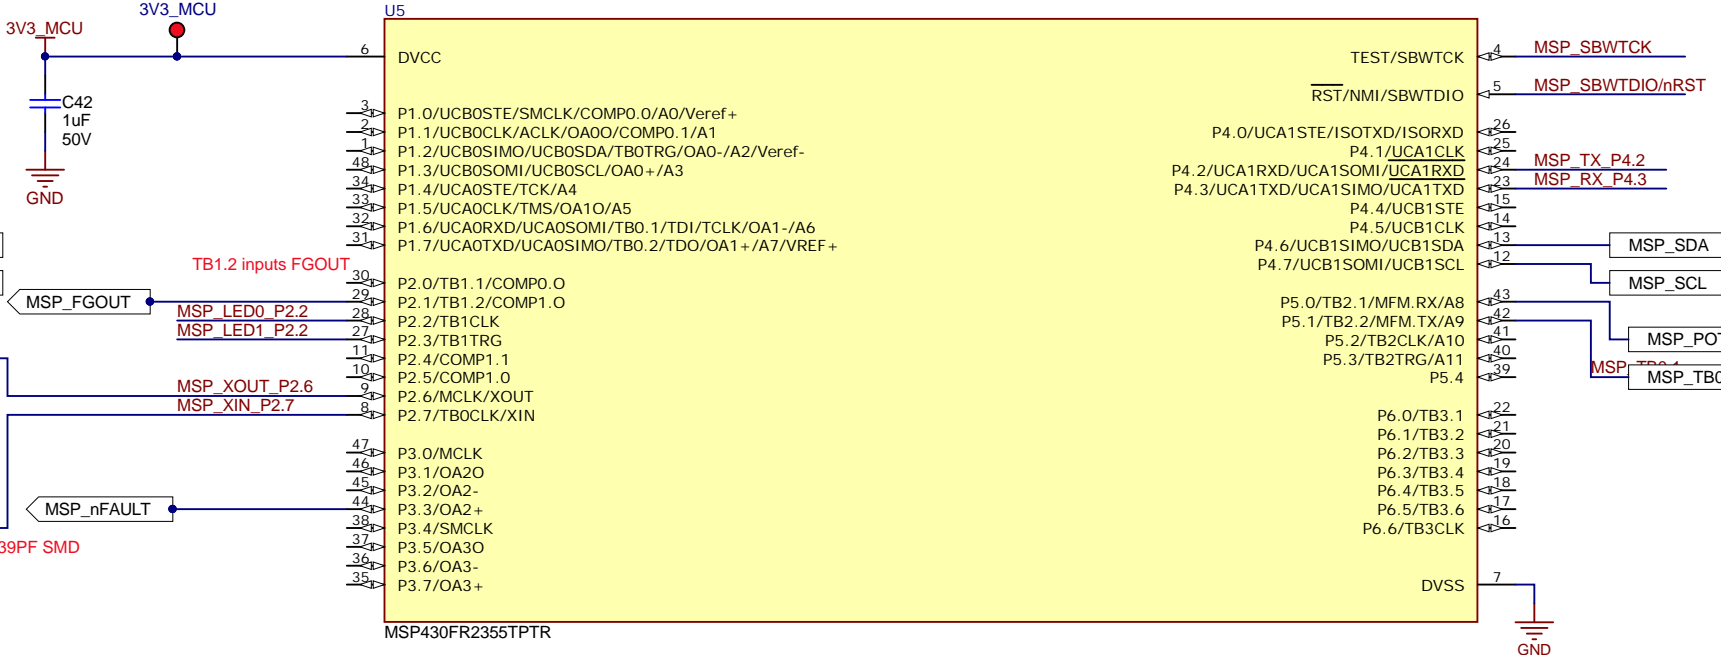 3V3_MCU
3V3_MCU
C42
1uF
50V
GND
U5
6
DVCC
3
P1.0/UCB0STE/SMCLK/COMP0.0/A0/Veref+
2
P1.1/UCB0CLK/ACLK/OA0O/COMP0.1/A1
1
P1.2/UCB0SIMO/UCB0SDA/TB0TRG/OA0-/A2/Veref-
48
P1.3/UCB0SOMI/UCB0SCL/OA0+/A3
34
P1.4/UCA0STE/TCK/A4
33
P1.5/UCA0CLK/TMS/OA1O/A5
32
P1.6/UCA0RXD/UCA0SOMI/TB0.1/TDI/TCLK/OA1-/A6
31
P1.7/UCA0TXD/UCA0SIMO/TB0.2/TDO/OA1+/A7/VREF+
TB1.2 inputs FGOUT
30
P2.0/TB1.1/COMP0.O
MSP_FGOUT
29
P2.1/TB1.2/COMP1.O
MSP_LED0_P2.2
28
P2.2/TB1CLK
MSP_LED1_P2.2
27
P2.3/TB1TRG
11
P2.4/COMP1.1
10
P2.5/COMP1.0
MSP_XOUT_P2.6
9
P2.6/MCLK/XOUT
MSP_XIN_P2.7
8
P2.7/TB0CLK/XIN
47
P3.0/MCLK
46
P3.1/OA2O
45
P3.2/OA2-
MSP_nFAULT
44
P3.3/OA2+
38
P3.4/SMCLK
39PF SMD
37
P3.5/OA3O
36
P3.6/OA3-
35
P3.7/OA3+
MSP430FR2355TPTR
TEST/SBWTCK
4
MSP_SBWTCK
RST/NMI/SBWTDIO
5
MSP_SBWTDIO/nRST
P4.0/UCA1STE/ISOTXD/ISORXD
26
P4.1/UCA1CLK
25
P4.2/UCA1RXD/UCA1SOMI/UCA1RXD
24
MSP_TX_P4.2
P4.3/UCA1TXD/UCA1SIMO/UCA1TXD
23
MSP_RX_P4.3
P4.4/UCB1STE
15
P4.5/UCB1CLK
14
P4.6/UCB1SIMO/UCB1SDA
13
MSP_SDA
P4.7/UCB1SOMI/UCB1SCL
12
MSP_SCL
P5.0/TB2.1/MFM.RX/A8
43
P5.1/TB2.2/MFM.TX/A9
42
P5.2/TB2CLK/A10
41
MSP_POT
P5.3/TB2TRG/A11
40
P5.4
39
MSP_TB0
P6.0/TB3.1
22
P6.1/TB3.2
21
P6.2/TB3.3
20
P6.3/TB3.4
19
P6.4/TB3.5
18
P6.5/TB3.6
17
P6.6/TB3CLK
16
DVSS
7
GND